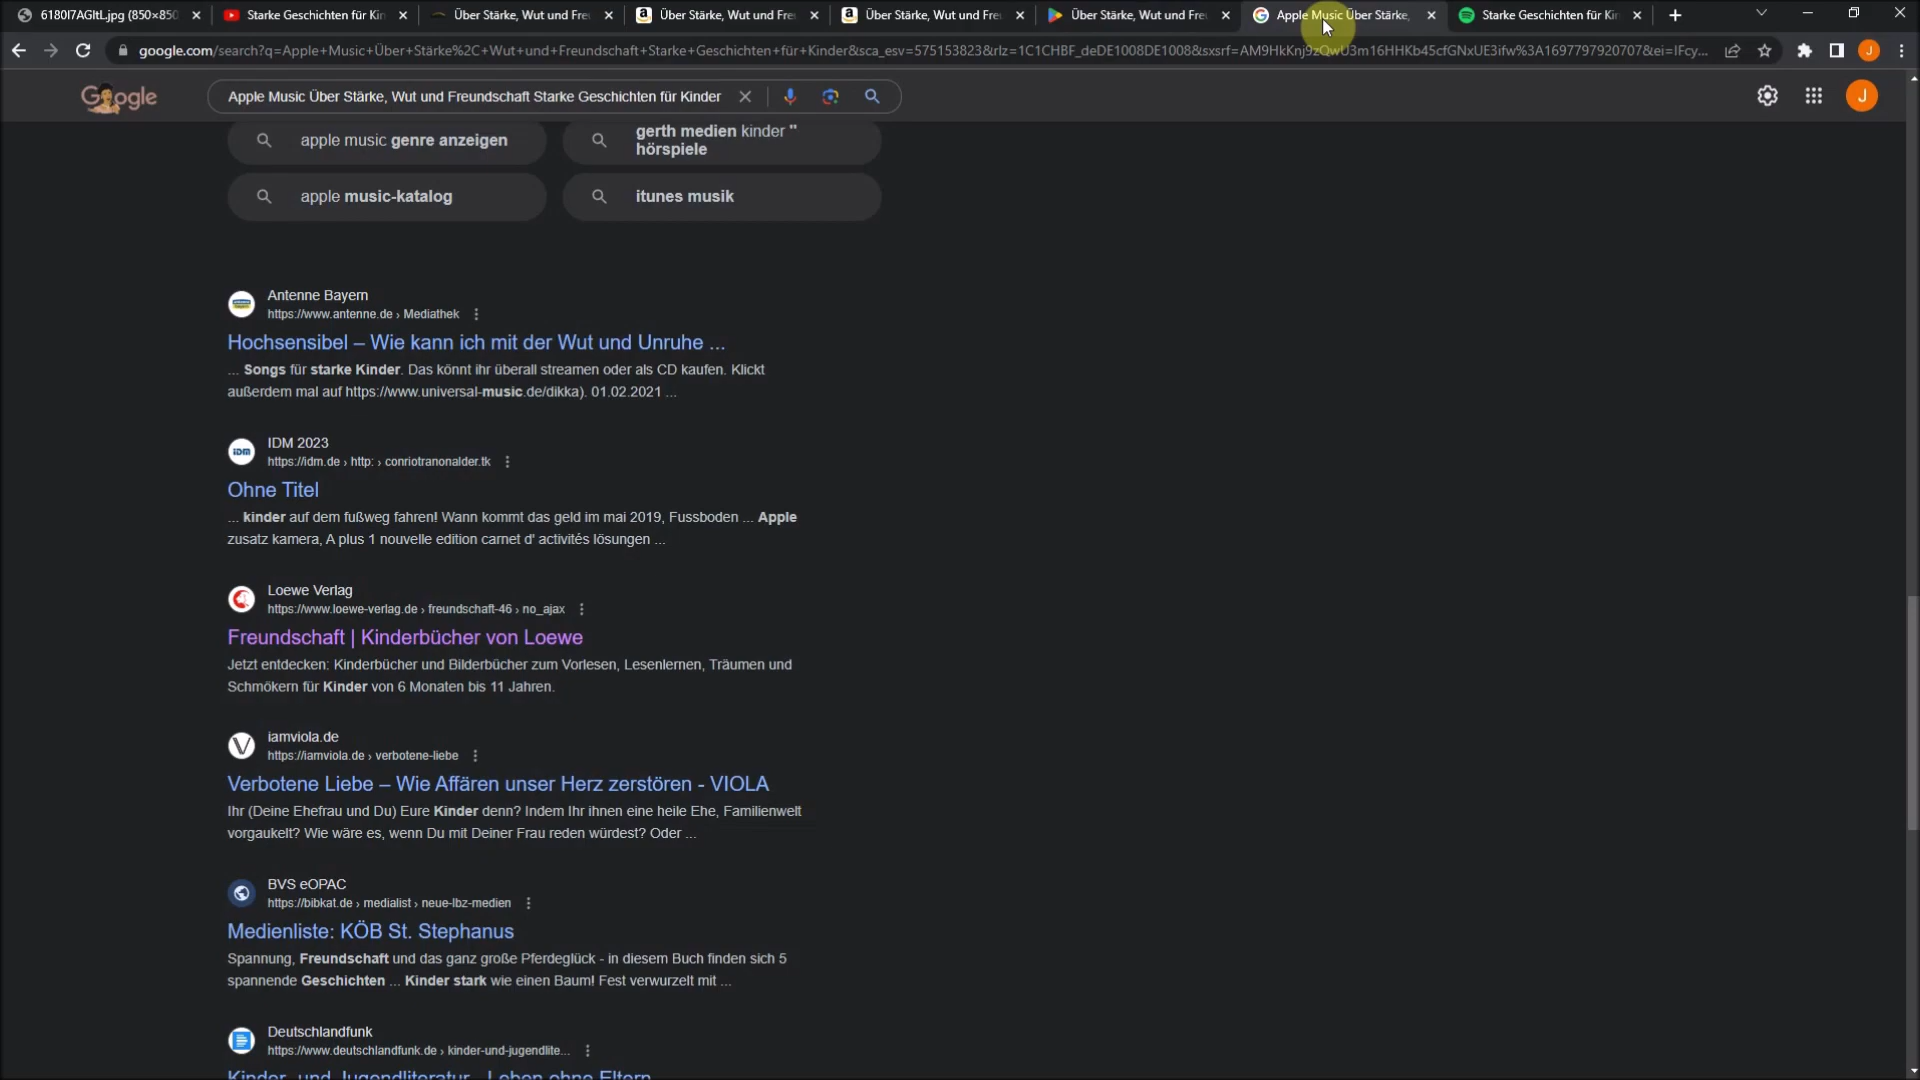 6180I7AGltL.jpg (850×850
Starke Geschichten für Kin
Über Stärke, Wut und Freu
Über Stärke, Wut und Freu
Über Stärke, Wut und Freu
Über Stärke, Wut und Freu
Apple Music Über Stärke,
Starke Geschichten für Kin
google.com/search?q=Apple+Music+Über+Stärke%2C+Wut+und+Freundschaft+Starke+Geschichten+für+Kinder&sca_esv=575153823&rlz=1C1CHBF_deDE1008DE1008&sxsrf=AM9HkKnj9zQwU3m16HHKb45cfGNxUE3ifw%3A1697797920707&ei=IFcy...
J
Google
Apple Music Über Stärke, Wut und Freundschaft Starke Geschichten für Kinder
J
apple music genre anzeigen
gerth medien kinder "
hörspiele
apple music-katalog
itunes musik
Antenne Bayern
https://www.antenne.de › Mediathek
Hochsensibel – Wie kann ich mit der Wut und Unruhe ...
... Songs für starke Kinder. Das könnt ihr überall streamen oder als CD kaufen. Klickt
außerdem mal auf https://www.universal-music.de/dikka). 01.02.2021 ...
IDM 2023
https://idm.de › http: › conriotranonalder.tk
Ohne Titel
... kinder auf dem fußweg fahren! Wann kommt das geld im mai 2019, Fussboden ... Apple
zusatz kamera, A plus 1 nouvelle edition carnet d' activités lösungen ...
Loewe Verlag
https://www.loewe-verlag.de › freundschaft-46 › no_ajax
Freundschaft | Kinderbücher von Loewe
Jetzt entdecken: Kinderbücher und Bilderbücher zum Vorlesen, Lesenlernen, Träumen und
Schmökern für Kinder von 6 Monaten bis 11 Jahren.
iamviola.de
https://iamviola.de › verbotene-liebe
Verbotene Liebe – Wie Affären unser Herz zerstören - VIOLA
Ihr (Deine Ehefrau und Du) Eure Kinder denn? Indem Ihr ihnen eine heile Ehe, Familienwelt
vorgaukelt? Wie wäre es, wenn Du mit Deiner Frau reden würdest? Oder ...
BVS eOPAC
https://bibkat.de › medialist › neue-lbz-medien
Medienliste: KÖB St. Stephanus
Spannung, Freundschaft und das ganz große Pferdeglück - in diesem Buch finden sich 5
spannende Geschichten ... Kinder stark wie einen Baum! Fest verwurzelt mit ...
Deutschlandfunk
https://www.deutschlandfunk.de › kinder-und-jugendlite...
Kinder- und Jugendliteratur - Leben ohne Eltern